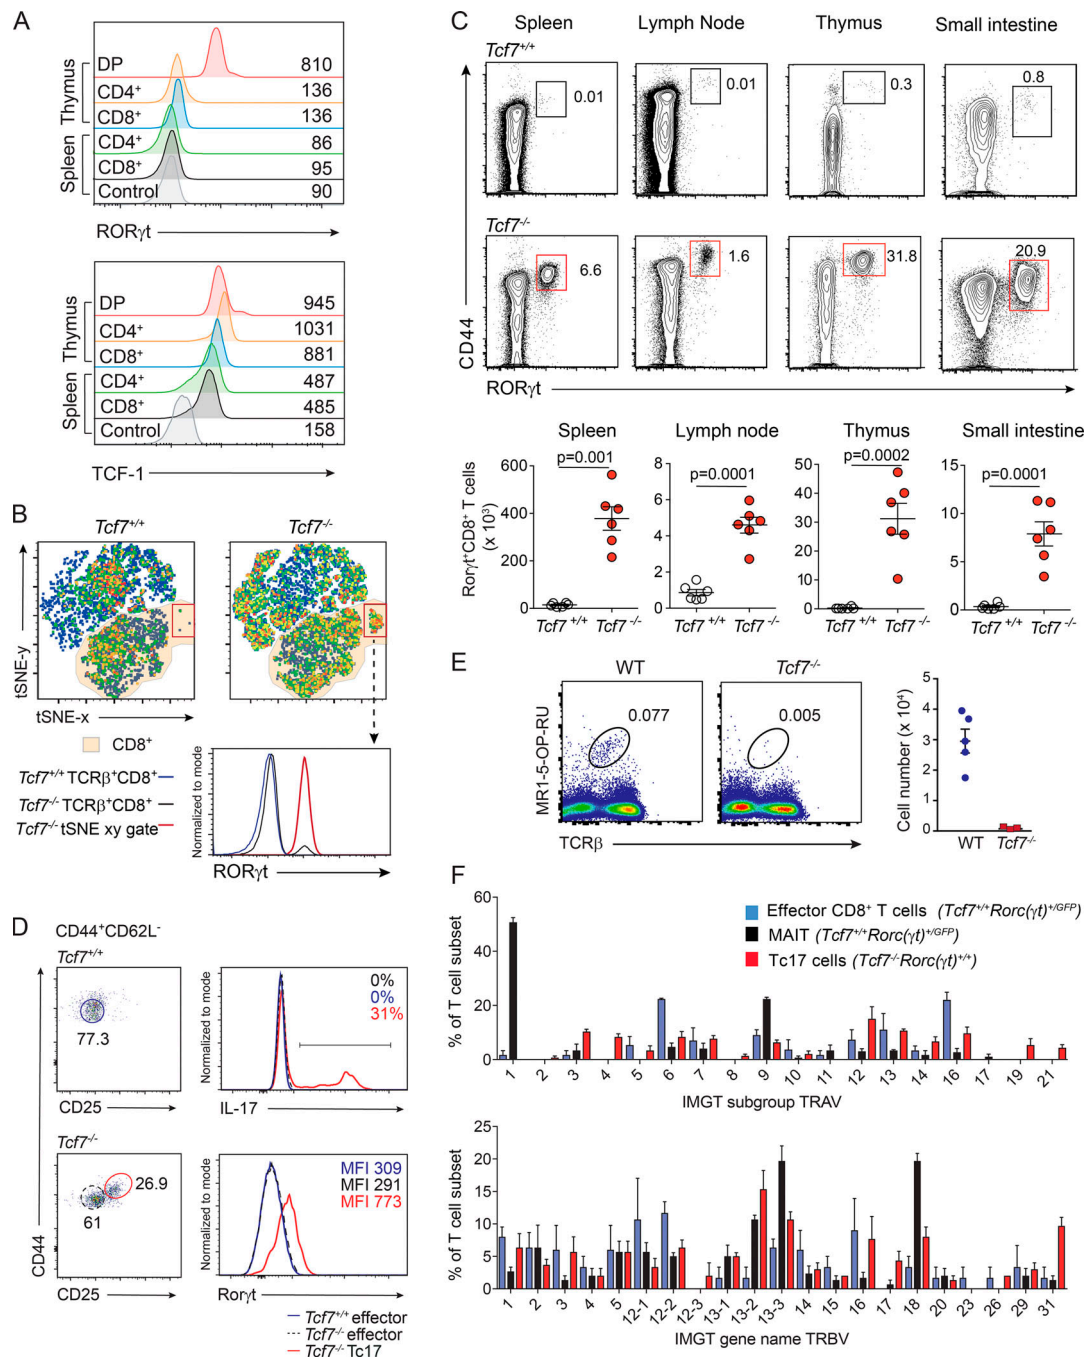 A
Thymus
Spleen
DP 810
CD4+ 136
CD8+ 136
CD4+ 86
CD8+ 95
Control 90
RORγt
Thymus
Spleen
DP 945
CD4+ 1031
CD8+ 881
CD4+ 487
CD8+ 485
Control 158
TCF-1
B
Tcf7+/+ Tcf7-/-
tSNE-y
tSNE-x
CD8+
Tcf7+/+ TCRβ+CD8+
Tcf7-/- TCRβ+CD8+
Tcf7-/- tSNE xy gate
Normalized to mode
RORγt
C
Spleen Lymph Node Thymus Small intestine
Tcf7+/+
0.01 0.01 0.3 0.8
Tcf7-/-
6.6 1.6 31.8 20.9
CD44
RORγt
Spleen Lymph node Thymus Small intestine
p=0.001 p=0.0001 p=0.0002 p=0.0001
Rorγt+CD8+ T cells
(x 10³)
600 400 200 0
8 6 4 2 0
50 40 30 20 10 0
15 10 5 0
Tcf7+/+ Tcf7-/- Tcf7+/+ Tcf7-/- Tcf7+/+ Tcf7-/- Tcf7+/+ Tcf7-/-
D
CD44+CD62L-
Tcf7+/+
77.3
CD25
Normalized to mode
0%
0%
31%
IL-17
Tcf7-/-
26.9
61
CD44
CD25
Normalized to mode
MFI 309
MFI 291
MFI 773
Rorγt
Tcf7+/+ effector
Tcf7-/- effector
Tcf7-/- Tc17
E
WT Tcf7-/-
0.077 0.005
MR1-5-OP-RU
TCRβ
Cell number (x 10⁴)
5 4 3 2 1 0
WT Tcf7-/-
F
Effector CD8+ T cells (Tcf7+/+Rorc(γt)+/GFP)
MAIT (Tcf7+/+Rorc(γt)+/GFP)
Tc17 cells (Tcf7-/-Rorc(γt)+/+)
% of T cell subset
60 40 20 0
1 2 3 4 5 6 7 8 9 10 11 12 13 14 16 17 19 21
IMGT subgroup TRAV
% of T cell subset
25 20 15 10 5 0
1 2 3 4 5 12-1 12-2 12-3 13-1 13-2 13-3 14 15 16 17 18 20 23 26 29 31
IMGT gene name TRBV